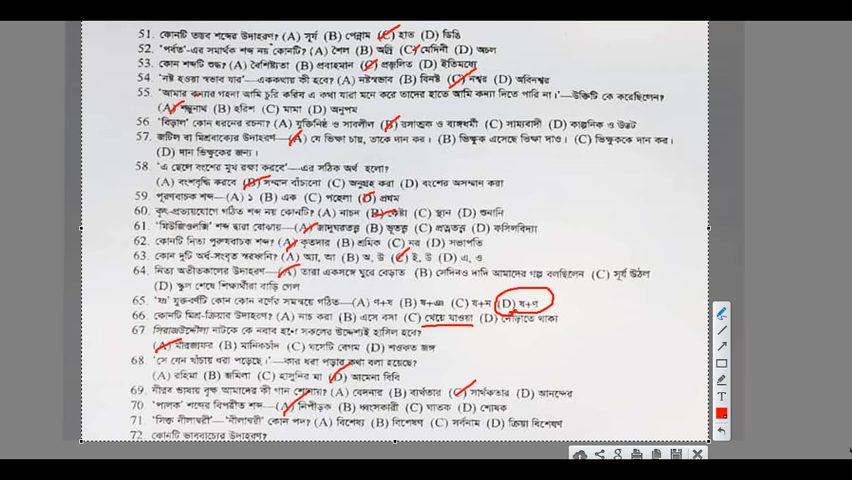 51. কোনটি তদ্ভব শব্দের উদাহরণ? (A) সূর্য (B) পেন্নাম (C) হাত (D) ডিঙি
52. 'পর্বত'-এর সমার্থক শব্দ নয় কোনটি? (A) শৈল (B) অদ্রি (C) মেদিনী (D) অচল
53. কোন শব্দটি শুদ্ধ? (A) বৈশিষ্ট্যতা (B) প্রবাহমান (C) প্রজ্বলিত (D) ইতিমধ্যে
54. 'নষ্ট হওয়া স্বভাব যার'—এককথায় কী হবে? (A) নষ্টস্বভাব (B) বিনষ্ট (C) নশ্বর (D) অবিনশ্বর
55. 'আমার কন্যার গহনা আমি চুরি করিব এ কথা যারা মনে করে তাদের হাতে আমি কন্যা দিতে পারি না।'—উক্তিটি কে করেছিলেন?
(A) শম্ভুনাথ (B) হরিশ (C) মামা (D) অনুপম
56. 'বিড়াল' কোন ধরনের রচনা? (A) যুক্তিনিষ্ঠ ও সাবলীল (B) রসাত্মক ও ব্যঙ্গধর্মী (C) সাম্যবাদী (D) কাল্পনিক ও উদ্ভট
57. জটিল বা মিশ্রবাক্যের উদাহরণ—(A) যে ভিক্ষা চায়, তাকে দান কর। (B) ভিক্ষুক এসেছে ভিক্ষা দাও। (C) ভিক্ষুককে দান কর।
(D) দান ভিক্ষুকের জন্য।
58. 'এ ছেলে বংশের মুখ রক্ষা করবে'—এর সঠিক অর্থ হলো?
(A) বংশবৃদ্ধি করবে (B) সম্মান বাঁচানো (C) অনুগ্রহ করা (D) বংশের অসম্মান করা
59. পূরণবাচক শব্দ—(A) ১ (B) এক (C) পহেলা (D) প্রথম
60. কৃৎ-প্রত্যয়যোগে গঠিত শব্দ নয় কোনটি? (A) নাচন (B) কেষ্টা (C) স্থান (D) শুনানি
61. 'মিউজিওলজি' শব্দ দ্বারা বোঝায়—(A) জাদুঘরতত্ত্ব (B) ভূতত্ত্ব (C) প্রত্নতত্ত্ব (D) ফসিলবিদ্যা
62. কোনটি নিত্য পুরুষবাচক শব্দ? (A) কৃতদার (B) শ্রমিক (C) নর (D) সভাপতি
63. কোন দুটি অর্ধ-সংবৃত স্বরধ্বনি? (A) অ্যা, আ (B) অ, উ (C) ই, উ (D) এ, ও
64. নিত্য অতীতকালের উদাহরণ—(A) তারা একসঙ্গে ঘুরে বেড়াত (B) সেদিনও দাদি আমাদের গল্প বলছিলেন (C) সূর্য উঠল
(D) স্কুল শেষে শিক্ষার্থীরা বাড়ি গেল
65. 'ষ্ণ' যুক্তবর্ণটি কোন কোন বর্ণের সমন্বয়ে গঠিত—(A) ণ+ষ (B) ষ+ঞ (C) ষ+ন (D) ষ+ণ
66. কোনটি মিশ্র-ক্রিয়ার উদাহরণ? (A) নাচ করা (B) এসে বসা (C) খেয়ে যাওয়া (D) দৌড়াতে থাকা
67. সিরাজউদ্দৌলা নাটকে কে নবাব হলে সকলের উদ্দেশ্যই হাসিল হবে?
(A) মীরজাফর (B) মানিকচাঁদ (C) ঘসেটি বেগম (D) শওকত জঙ্গ
68. 'সে যেন খাঁচায় ধরা পড়েছে।'—কার ধরা পড়ার কথা বলা হয়েছে?
(A) রহিমা (B) জমিলা (C) হাসুনির মা (D) আমেনা বিবি
69. নীরব ভাষায় বৃক্ষ আমাদের কী গান শোনায়? (A) বেদনার (B) ব্যর্থতার (C) সার্থকতার (D) আনন্দের
70. 'পালক' শব্দের বিপরীত শব্দ—(A) নিপীড়ক (B) ধ্বংসকারী (C) ঘাতক (D) শোষক
71. 'সিক্ত নীলাম্বরী'—'নীলাম্বরী' কোন পদ? (A) বিশেষ্য (B) বিশেষণ (C) সর্বনাম (D) ক্রিয়া বিশেষণ
72. কোনটি ভাববাচ্যের উদাহরণ?
T